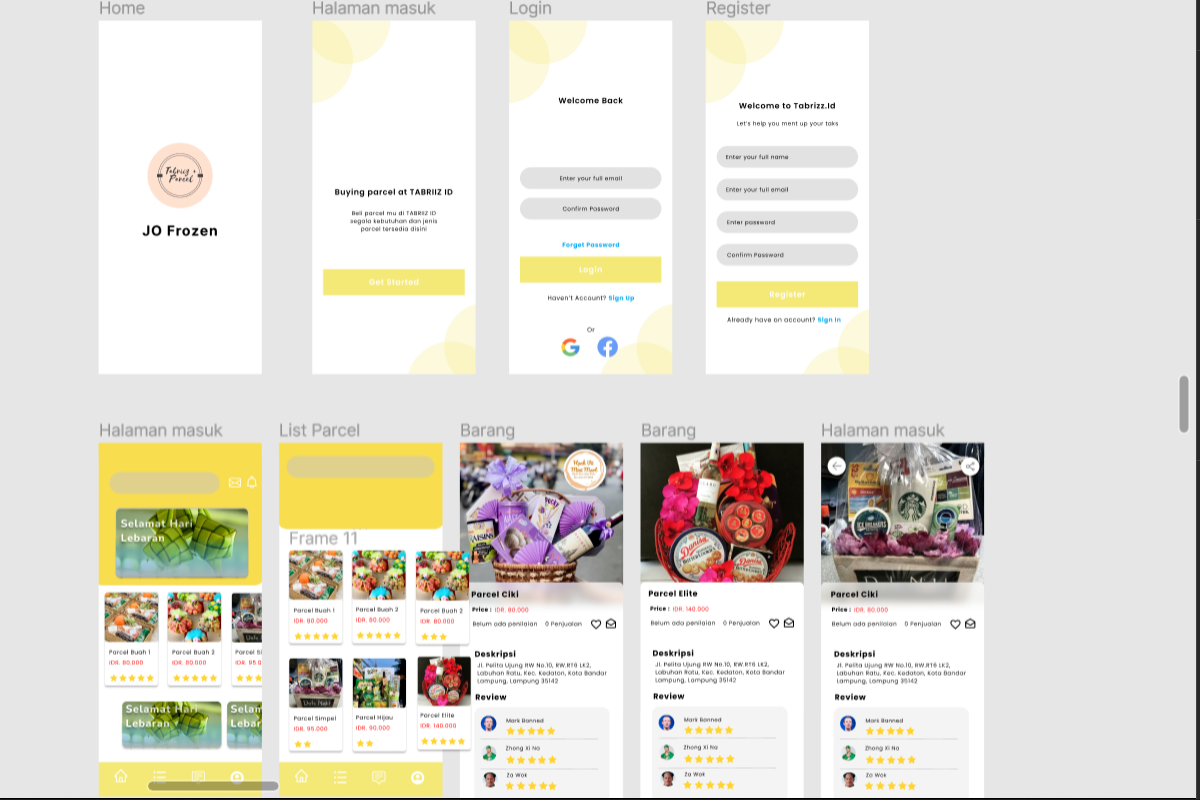 Home
Halaman masuk
Login
Register
Tabriiz
Parcel
JO Frozen
Buying parcel at TABRIIZ ID
Beli parcel mu di TABRIIZ ID
segala kebutuhan dan jenis
parcel tersedia disini
Get Started
Welcome Back
Enter your full email
Confirm Password
Forget Password
Login
Haven't Account? Sign Up
Or
Welcome to Tabrizz.Id
Let's help you ment up your taks
Enter your full name
Enter your full email
Enter password
Confirm Password
Register
Already have on account? Sign In
Halaman masuk
List Parcel
Barang
Barang
Halaman masuk
Selamat Hari
Lebaran
Parcel Buah 1
IDR. 80.000
Parcel Buah 2
IDR. 80.000
Parcel Si
IDR. 95.0
Selamat Hari
Lebaran
Selam
Lebar
Frame 11
Parcel Buah 1
IDR. 80.000
Parcel Buah 2
IDR. 80.000
Parcel Buah 2
IDR. 80.000
Parcel Simpel
IDR. 95.000
Parcel Hijau
IDR. 90.000
Parcel Elite
IDR. 140.000
Parcel Ciki
Price : IDR. 80.000
Belum ada penilaian 0 Penjualan
Deskripsi
Jl. Pelita Ujung RW No.10, RW.RT6 LK2,
Labuhan Ratu, Kec. Kedaton, Kota Bandar
Lampung, Lampung 35142
Review
Mark Banned
Zhong Xi No
Za Wok
Danisa
Parcel Elite
Price : IDR. 140.000
Belum ada penilaian 0 Penjualan
Deskripsi
Jl. Pelita Ujung RW No.10, RW.RT6 LK2,
Labuhan Ratu, Kec. Kedaton, Kota Bandar
Lampung, Lampung 35142
Review
Mark Banned
Zhong Xi No
Za Wok
ICE BREAKERS
Parcel Ciki
Price : IDR. 80.000
Belum ada penilaian 0 Penjualan
Deskripsi
Jl. Pelita Ujung RW No.10, RW.RT6 LK2,
Labuhan Ratu, Kec. Kedaton, Kota Bandar
Lampung, Lampung 35142
Review
Mark Banned
Zhong Xi No
Za Wok